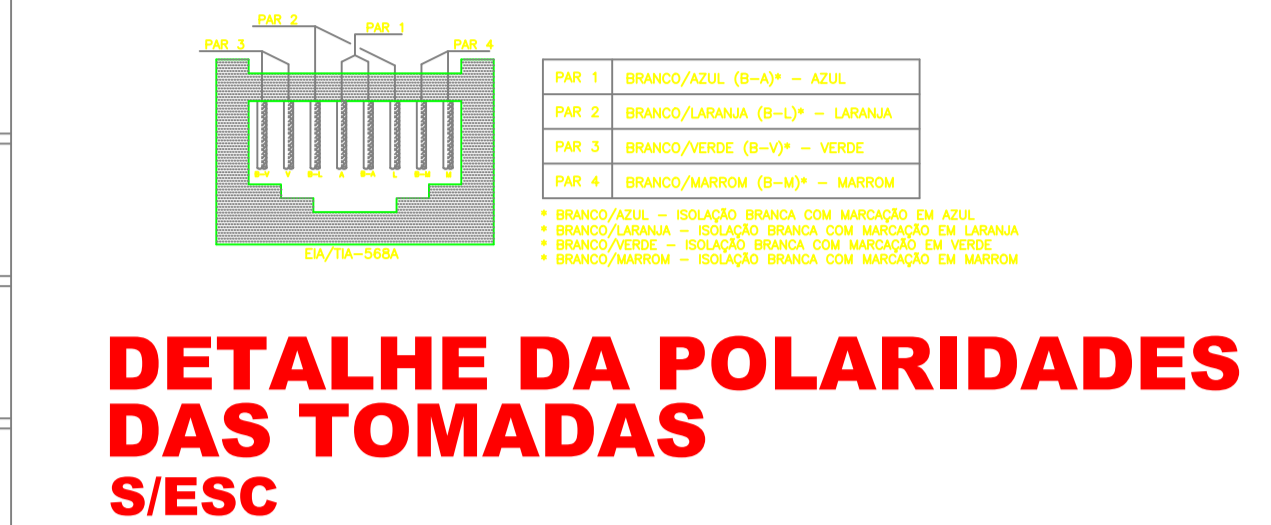 PAR 2
PAR 1
PAR 3
PAR 4
B-V V B-L A B-A L B-M M
EIA/TIA-568A
PAR 1 BRANCO/AZUL (B-A)* - AZUL
PAR 2 BRANCO/LARANJA (B-L)* - LARANJA
PAR 3 BRANCO/VERDE (B-V)* - VERDE
PAR 4 BRANCO/MARROM (B-M)* - MARROM
* BRANCO/AZUL - ISOLAÇÃO BRANCA COM MARCAÇÃO EM AZUL
* BRANCO/LARANJA - ISOLAÇÃO BRANCA COM MARCAÇÃO EM LARANJA
* BRANCO/VERDE - ISOLAÇÃO BRANCA COM MARCAÇÃO EM VERDE
* BRANCO/MARROM - ISOLAÇÃO BRANCA COM MARCAÇÃO EM MARROM
DETALHE DA POLARIDADES
DAS TOMADAS
S/ESC